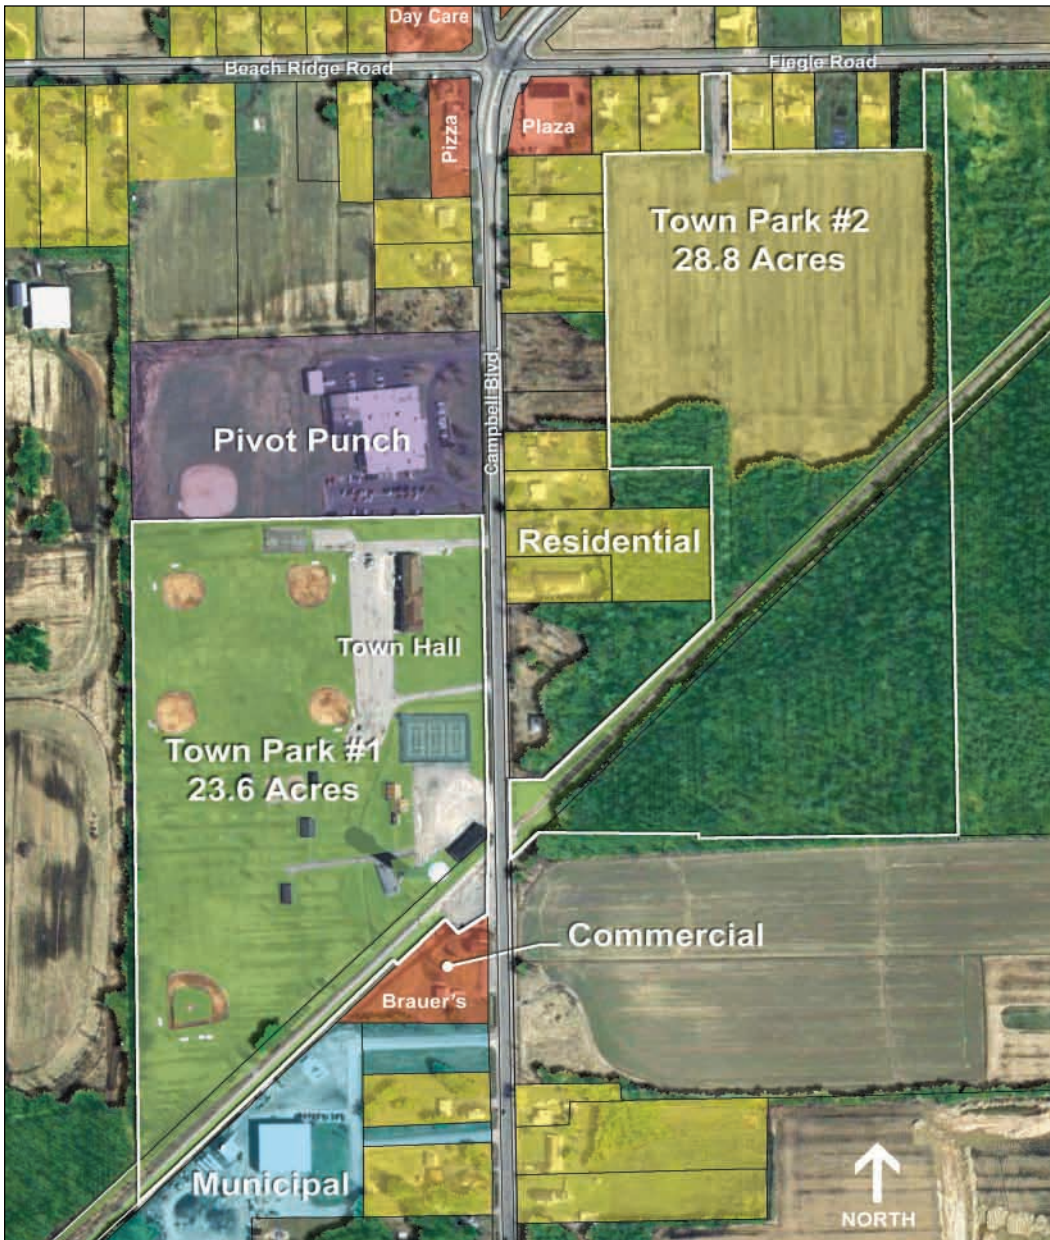 Day Care
Beach Ridge Road
Fiegle Road
Pizza
Plaza
Town Park #2
28.8 Acres
Campbell Blvd.
Pivot Punch
Residential
Town Hall
Town Park #1
23.6 Acres
Commercial
Brauer's
Municipal
NORTH